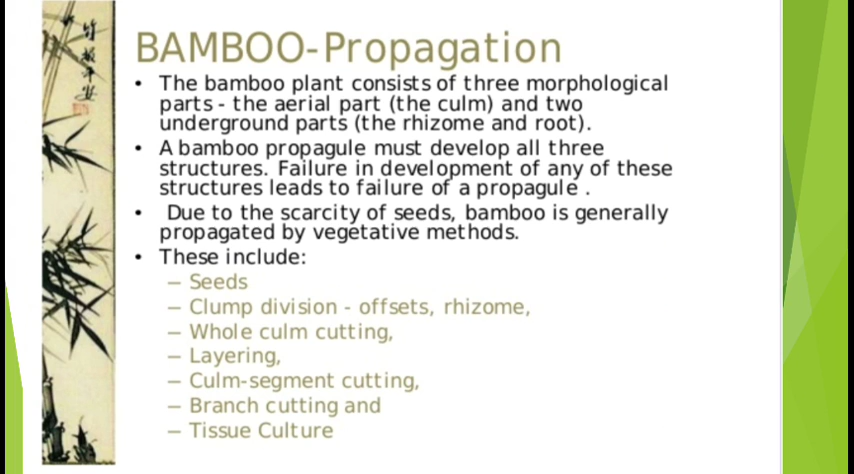 BAMBOO-Propagation
• The bamboo plant consists of three morphological
parts - the aerial part (the culm) and two
underground parts (the rhizome and root).
• A bamboo propagule must develop all three
structures. Failure in development of any of these
structures leads to failure of a propagule .
• Due to the scarcity of seeds, bamboo is generally
propagated by vegetative methods.
• These include:
– Seeds
– Clump division - offsets, rhizome,
– Whole culm cutting,
– Layering,
– Culm-segment cutting,
– Branch cutting and
– Tissue Culture